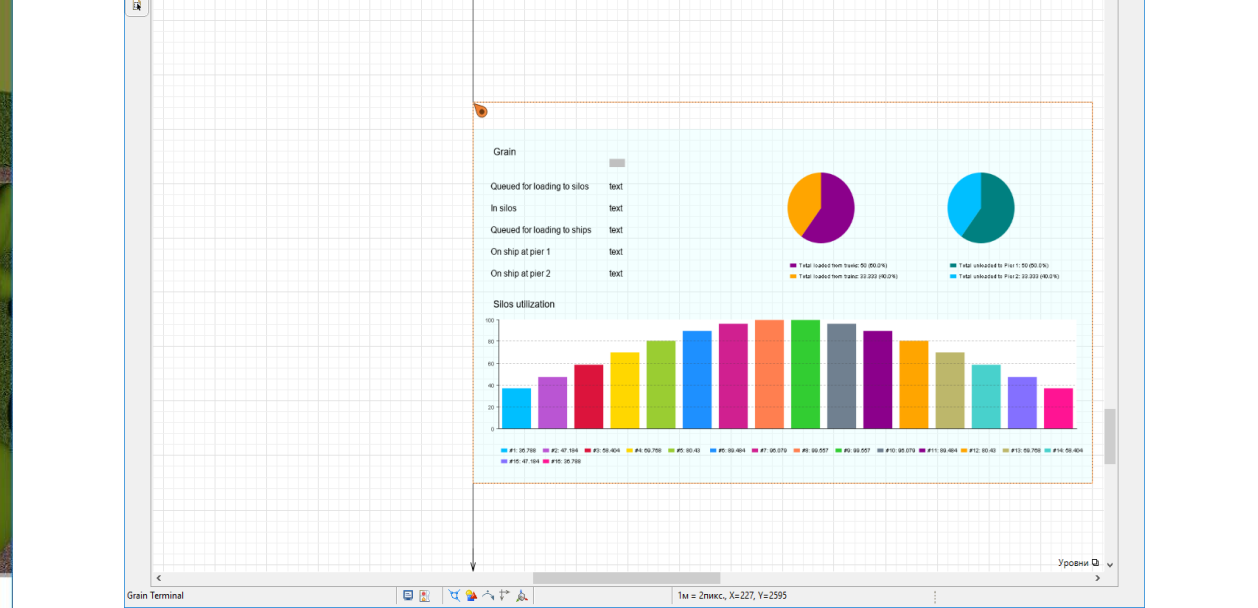 Grain
Queued for loading to silos text
In silos text
Queued for loading to ships text
On ship at pier 1 text
On ship at pier 2 text
Total loaded from trucks: 50 (60.0%)
Total loaded from trains: 33.333 (40.0%)
Total unloaded to Pier 1: 50 (60.0%)
Total unloaded to Pier 2: 33.333 (40.0%)
Silos utilization
100
80
60
40
20
0
#1: 36.788 #2: 47.194 #3: 58.404 #4: 69.768 #5: 80.43 #6: 89.484 #7: 96.079 #8: 99.557 #9: 99.557 #10: 96.079 #11: 89.484 #12: 80.43 #13: 69.768 #14: 58.404
#15: 47.194 #16: 36.788
Уровни
Grain Terminal 1м = 2пикс., X=227, Y=2595